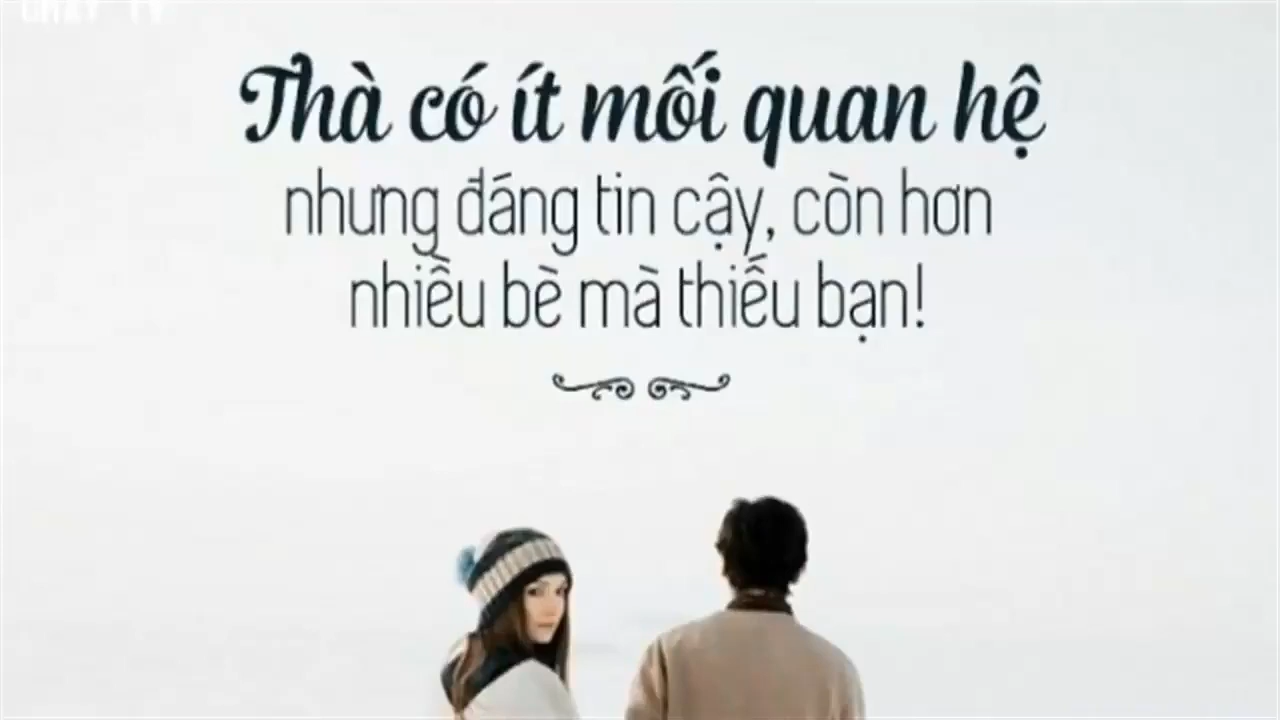 Thà có ít mối quan hệ
nhưng đáng tin cậy, còn hơn
nhiều bè mà thiếu bạn!